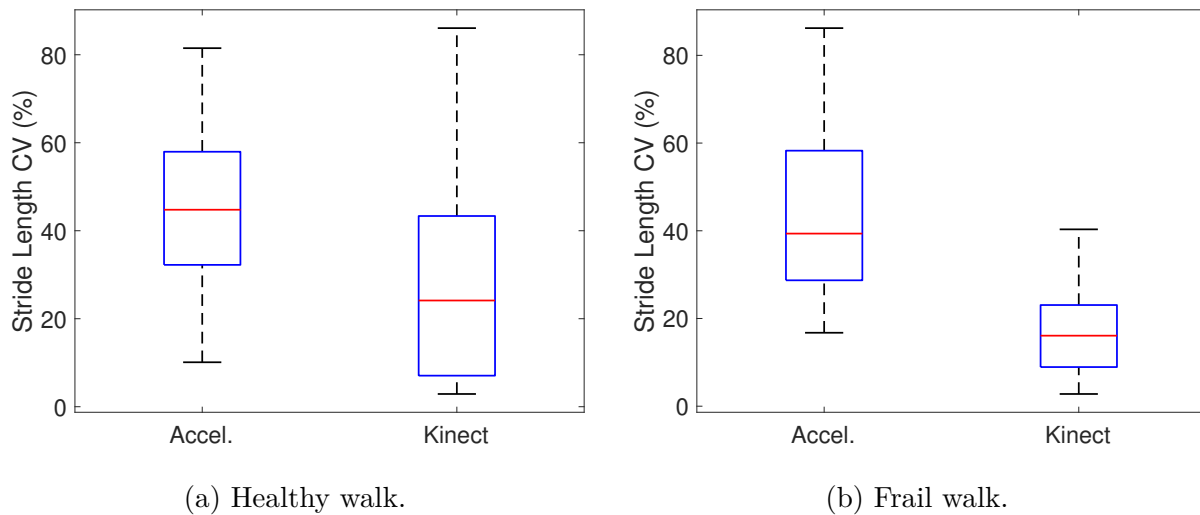 Stride Length CV (%)
80
60
40
20
0
Accel.
Kinect
(a) Healthy walk.
Stride Length CV (%)
80
60
40
20
0
Accel.
Kinect
(b) Frail walk.